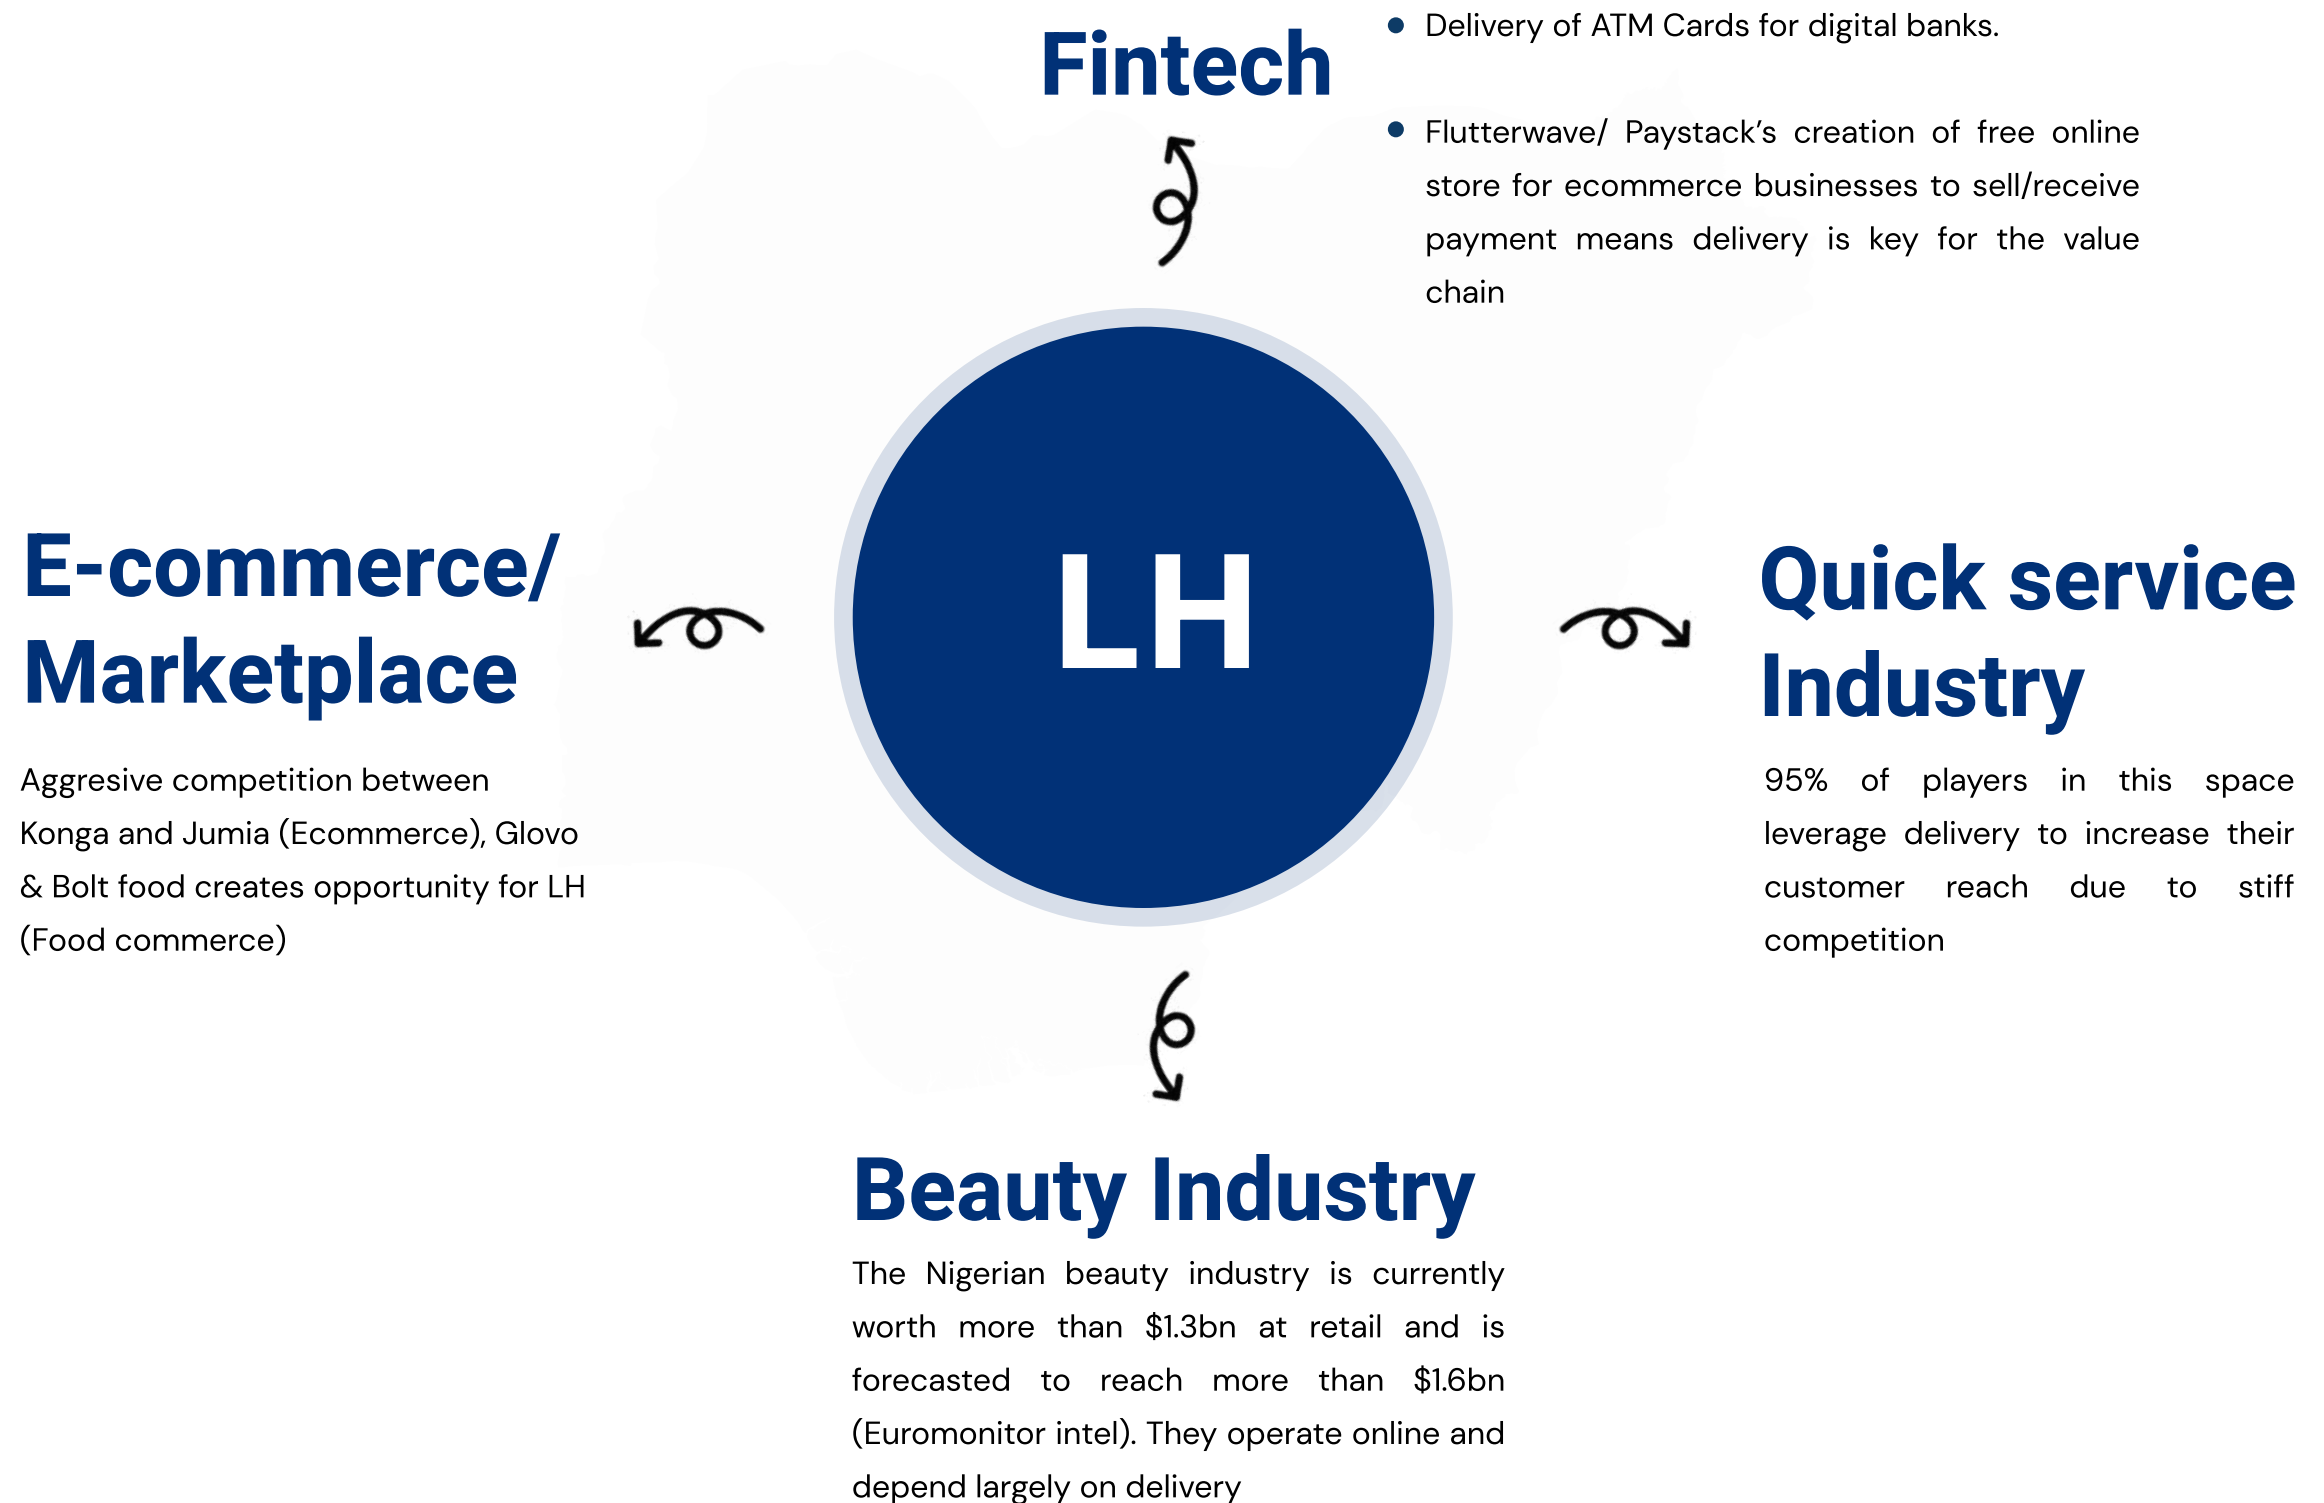 Fintech
Delivery of ATM Cards for digital banks.
Flutterwave/ Paystack’s creation of free online
store for ecommerce businesses to sell/receive
payment means delivery is key for the value
chain
LH
E-commerce/
Marketplace
Aggresive competition between
Konga and Jumia (Ecommerce), Glovo
& Bolt food creates opportunity for LH
(Food commerce)
Quick service
Industry
95% of players in this space
leverage delivery to increase their
customer reach due to stiff
competition
Beauty Industry
The Nigerian beauty industry is currently
worth more than $1.3bn at retail and is
forecasted to reach more than $1.6bn
(Euromonitor intel). They operate online and
depend largely on delivery